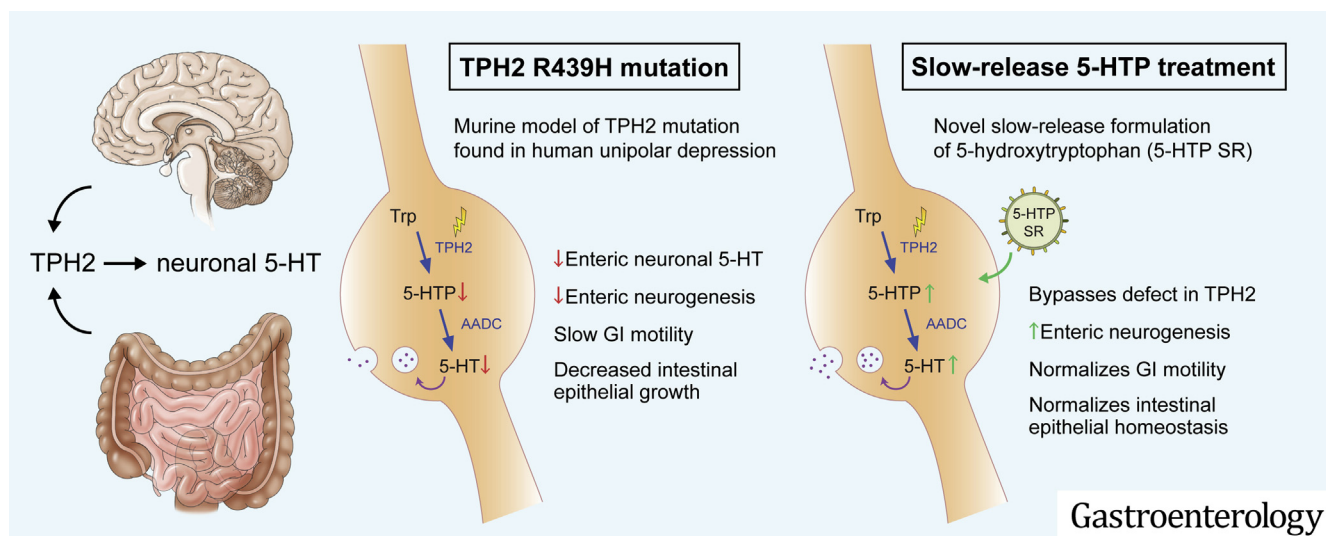 TPH2
neuronal 5-HT
TPH2 R439H mutation
Murine model of TPH2 mutation
found in human unipolar depression
Trp
TPH2
5-HTP↓
AADC
5-HT↓
↓Enteric neuronal 5-HT
↓Enteric neurogenesis
Slow GI motility
Decreased intestinal
epithelial growth
Slow-release 5-HTP treatment
Novel slow-release formulation
of 5-hydroxytryptophan (5-HTP SR)
5-HTP
SR
Trp
TPH2
5-HTP↑
AADC
5-HT↑
Bypasses defect in TPH2
↑Enteric neurogenesis
Normalizes GI motility
Normalizes intestinal
epithelial homeostasis
Gastroenterology